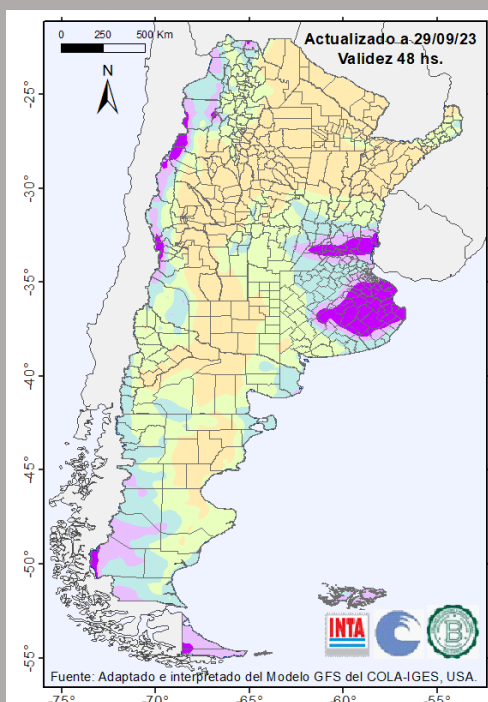 0 250 500 Km
Actualizado a 29/09/23
Validez 48 hs.
N
-25°
-30°
-35°
-40°
-45°
-50°
-55°
INTA
B
Fuente: Adaptado e interpretado del Modelo GFS del COLA-IGES, USA.
-75° -70° -65° -60° -55°